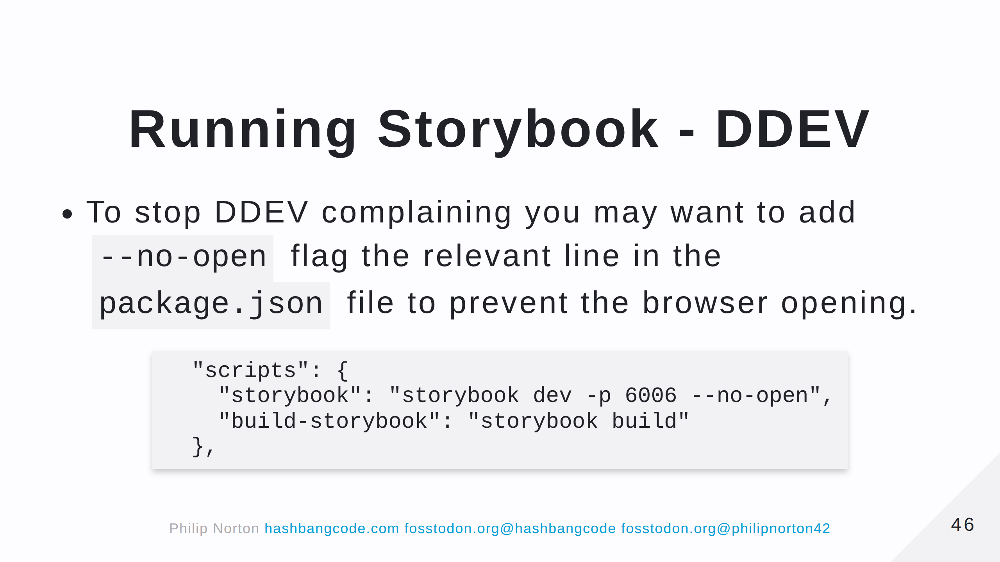 Running Storybook - DDEV
• To stop DDEV complaining you may want to add
--no-open flag the relevant line in the
package.json file to prevent the browser opening.
"scripts": {
  "storybook": "storybook dev -p 6006 --no-open",
  "build-storybook": "storybook build"
},
Philip Norton hashbangcode.com fosstodon.org@hashbangcode fosstodon.org@philipnorton42
46